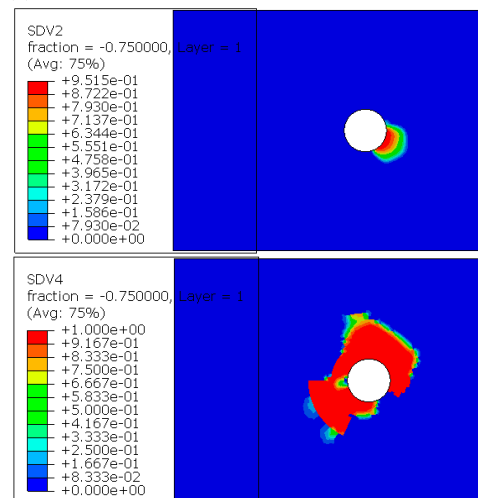 SDV2
fraction = -0.750000, Layer = 1
(Avg: 75%)
+9.515e-01
+8.722e-01
+7.930e-01
+7.137e-01
+6.344e-01
+5.551e-01
+4.758e-01
+3.965e-01
+3.172e-01
+2.379e-01
+1.586e-01
+7.930e-02
+0.000e+00
SDV4
fraction = -0.750000, Layer = 1
(Avg: 75%)
+1.000e+00
+9.167e-01
+8.333e-01
+7.500e-01
+6.667e-01
+5.833e-01
+5.000e-01
+4.167e-01
+3.333e-01
+2.500e-01
+1.667e-01
+8.333e-02
+0.000e+00